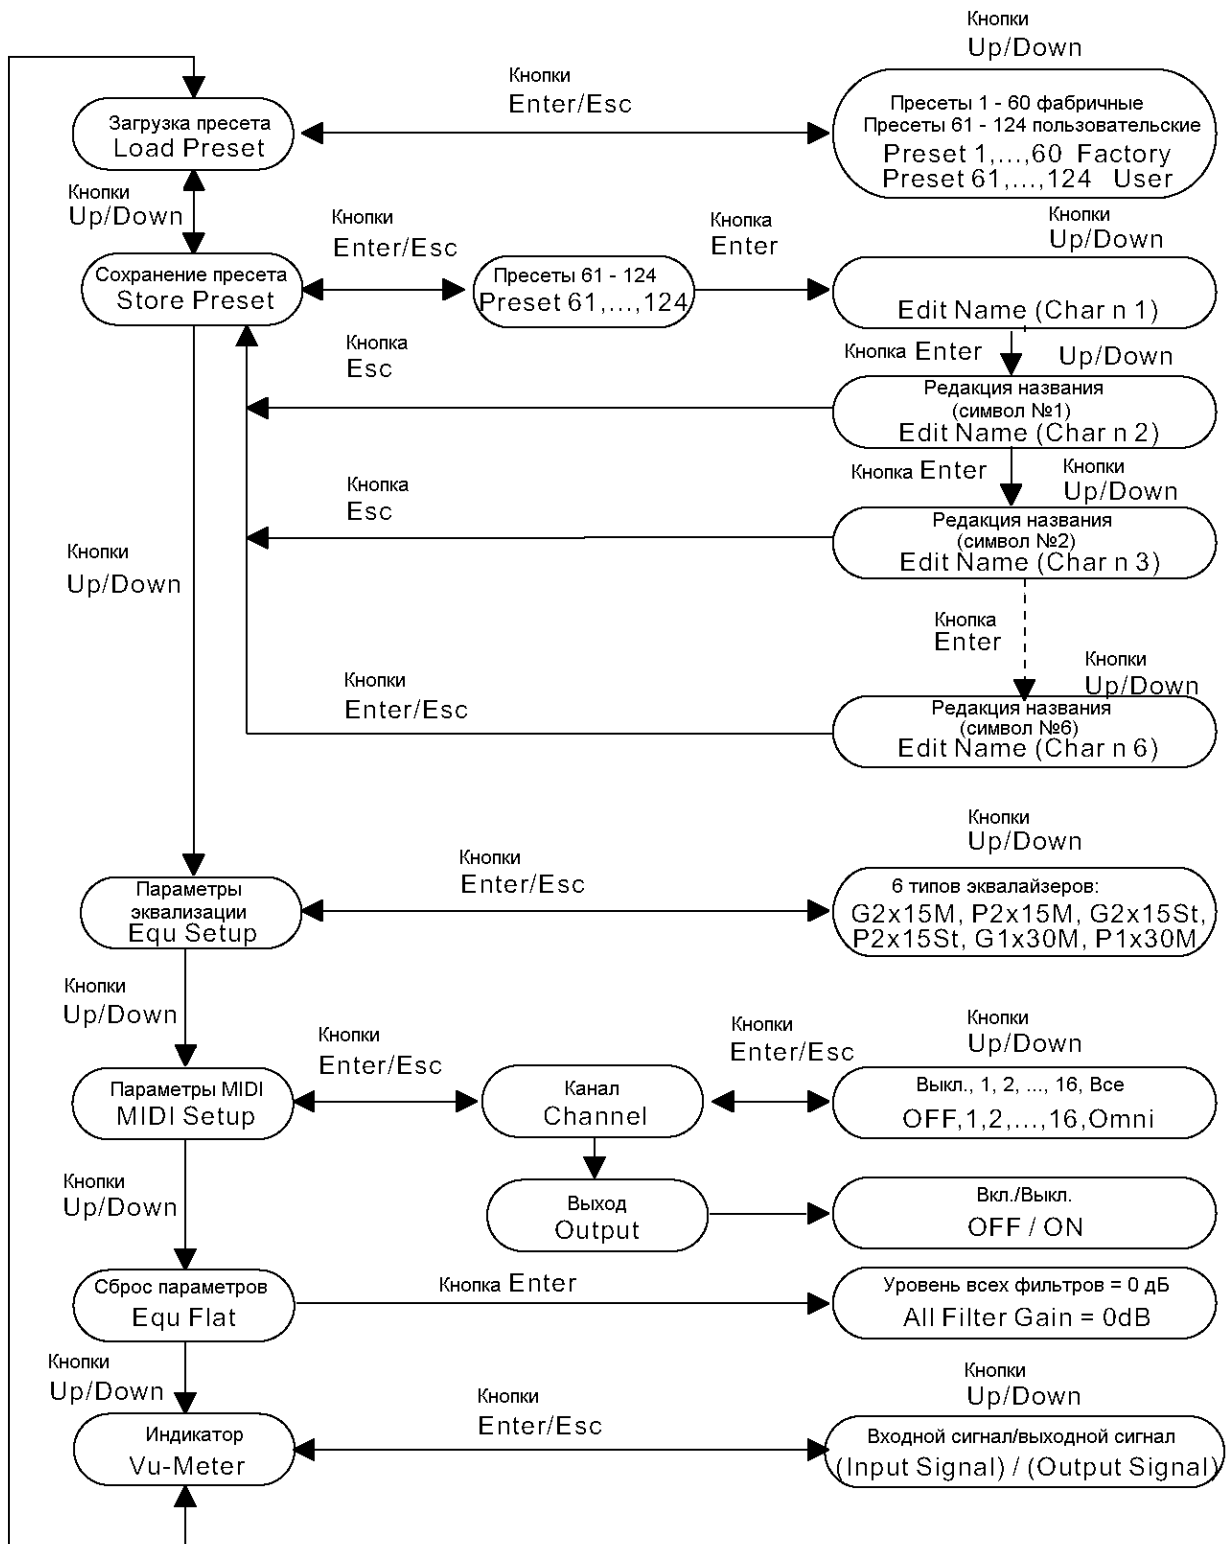 Кнопки
Up/Down
Кнопки
Enter/Esc
Загрузка пресета
Load Preset
Пресеты 1 - 60 фабричные
Пресеты 61 - 124 пользовательские
Preset 1,...,60 Factory
Preset 61,...,124 User
Кнопки
Up/Down
Кнопки
Enter/Esc
Кнопка
Enter
Кнопки
Up/Down
Сохранение пресета
Store Preset
Пресеты 61 - 124
Preset 61,...,124
Edit Name (Char n 1)
Кнопка
Esc
Кнопка Enter
Up/Down
Редакция названия
(символ №1)
Edit Name (Char n 2)
Кнопка Enter
Кнопки
Up/Down
Кнопка
Esc
Редакция названия
(символ №2)
Edit Name (Char n 3)
Кнопки
Up/Down
Кнопка
Enter
Кнопки
Up/Down
Кнопки
Enter/Esc
Редакция названия
(символ №6)
Edit Name (Char n 6)
Кнопки
Up/Down
Кнопки
Enter/Esc
Параметры
эквализации
Equ Setup
6 типов эквалайзеров:
G2x15M, P2x15M, G2x15St,
P2x15St, G1x30M, P1x30M
Кнопки
Up/Down
Кнопки
Enter/Esc
Кнопки
Enter/Esc
Кнопки
Up/Down
Параметры MIDI
MIDI Setup
Канал
Channel
Выкл., 1, 2, ..., 16, Все
OFF,1,2,...,16,Omni
Кнопки
Up/Down
Выход
Output
Вкл./Выкл.
OFF / ON
Сброс параметров
Equ Flat
Кнопка Enter
Уровень всех фильтров = 0 дБ
All Filter Gain = 0dB
Кнопки
Up/Down
Кнопки
Enter/Esc
Кнопки
Up/Down
Индикатор
Vu-Meter
Входной сигнал/выходной сигнал
(Input Signal) / (Output Signal)